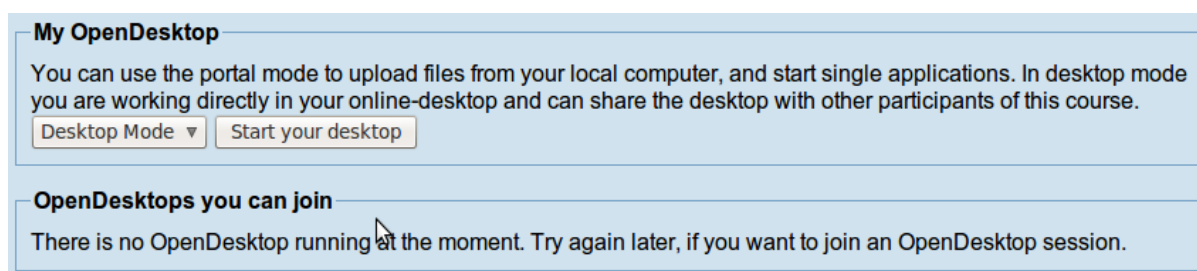 My OpenDesktop
You can use the portal mode to upload files from your local computer, and start single applications. In desktop mode
you are working directly in your online-desktop and can share the desktop with other participants of this course.
Desktop Mode Start your desktop
OpenDesktops you can join
There is no OpenDesktop running at the moment. Try again later, if you want to join an OpenDesktop session.